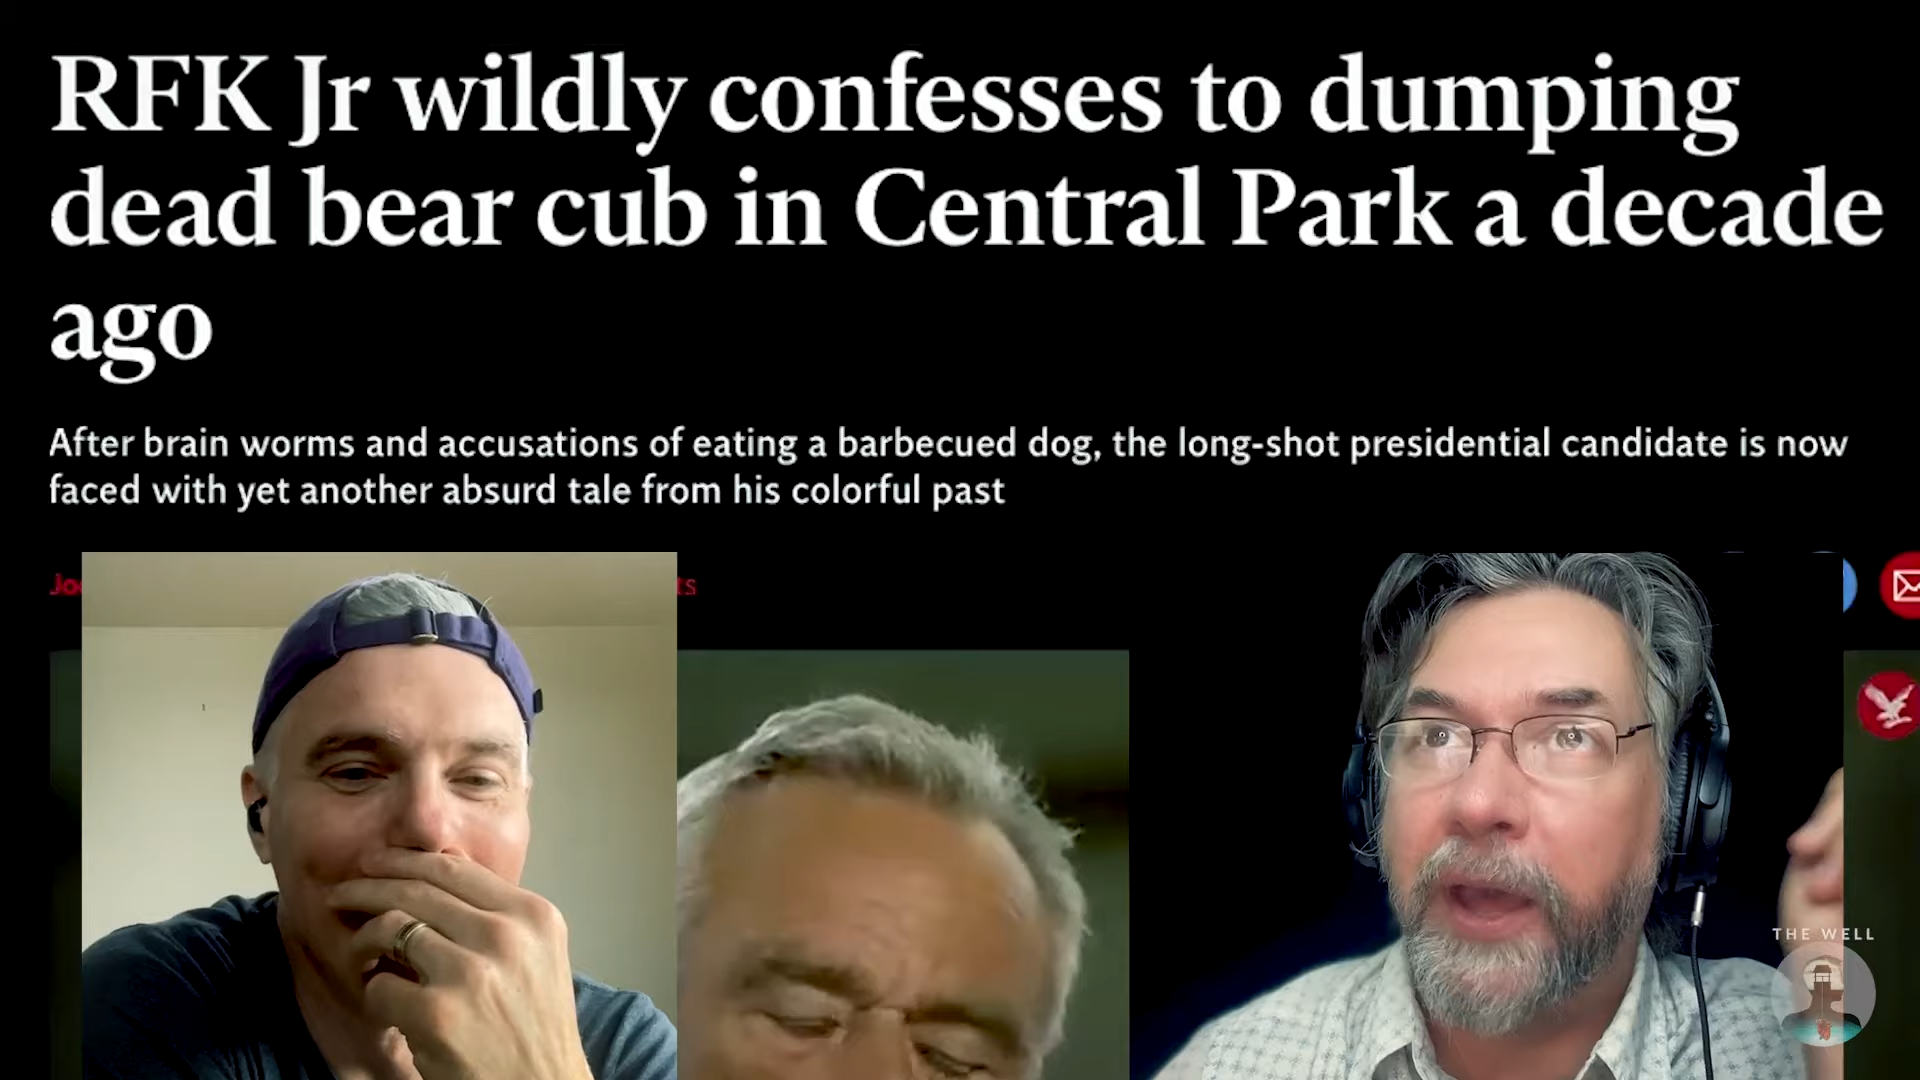 RFK Jr wildly confesses to dumping
dead bear cub in Central Park a decade
ago
After brain worms and accusations of eating a barbecued dog, the long-shot presidential candidate is now
faced with yet another absurd tale from his colorful past
THE WELL